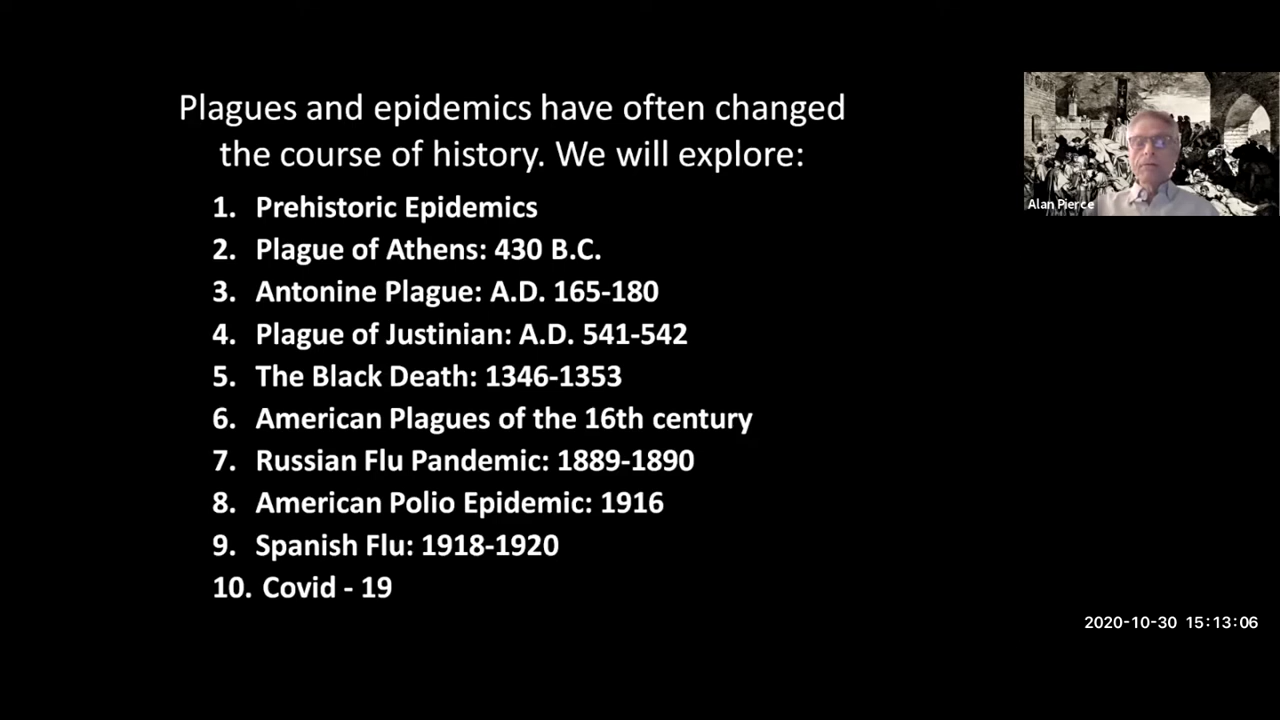 Plagues and epidemics have often changed
the course of history. We will explore:
1. Prehistoric Epidemics
2. Plague of Athens: 430 B.C.
3. Antonine Plague: A.D. 165-180
4. Plague of Justinian: A.D. 541-542
5. The Black Death: 1346-1353
6. American Plagues of the 16th century
7. Russian Flu Pandemic: 1889-1890
8. American Polio Epidemic: 1916
9. Spanish Flu: 1918-1920
10. Covid - 19
Alan Pierce
2020-10-30 15:13:06